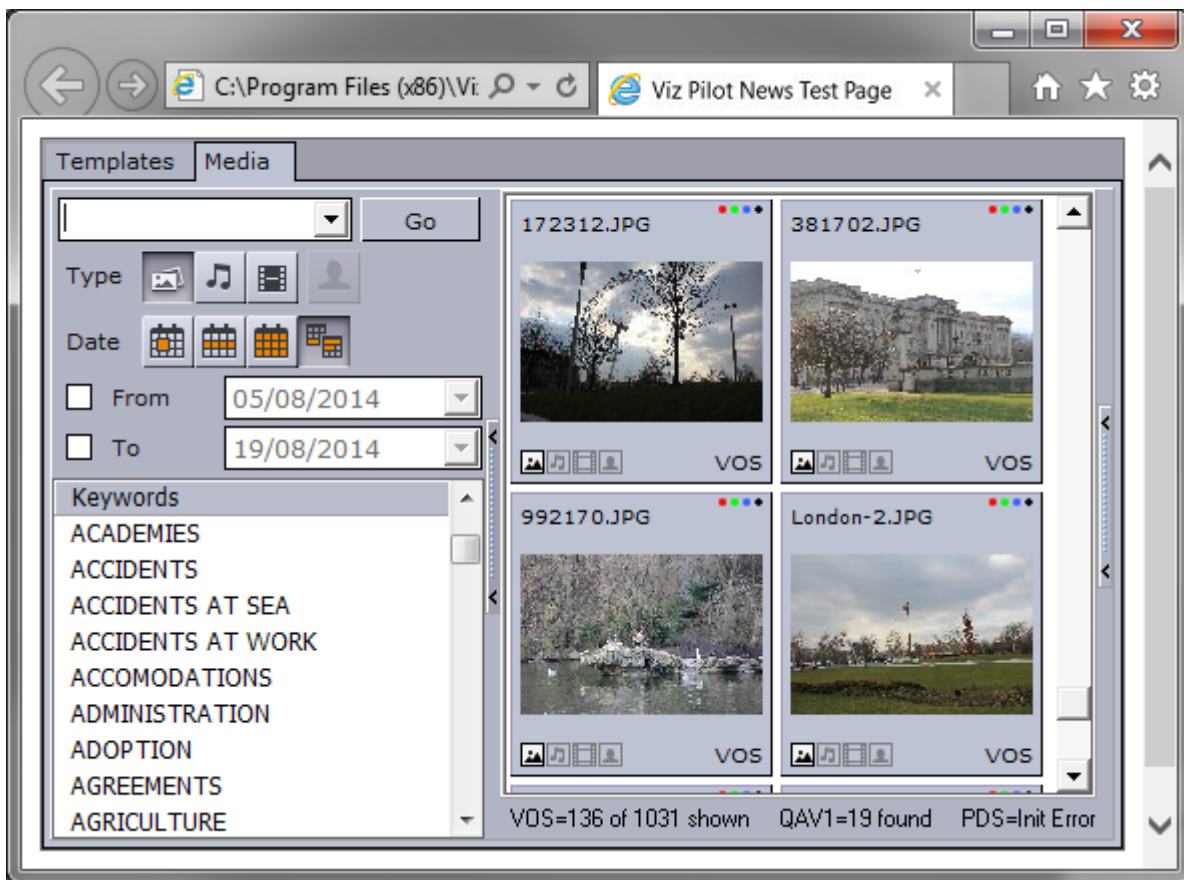 C:\Program Files (x86)\Vi:
Viz Pilot News Test Page
Templates
Media
Go
Type
Date
From
05/08/2014
To
19/08/2014
Keywords
ACADEMIES
ACCIDENTS
ACCIDENTS AT SEA
ACCIDENTS AT WORK
ACCOMODATIONS
ADMINISTRATION
ADOPTION
AGREEMENTS
AGRICULTURE
172312.JPG
381702.JPG
VOS
VOS
992170.JPG
London-2.JPG
VOS
VOS
VOS=136 of 1031 shown
QAV1=19 found
PDS=Init Error